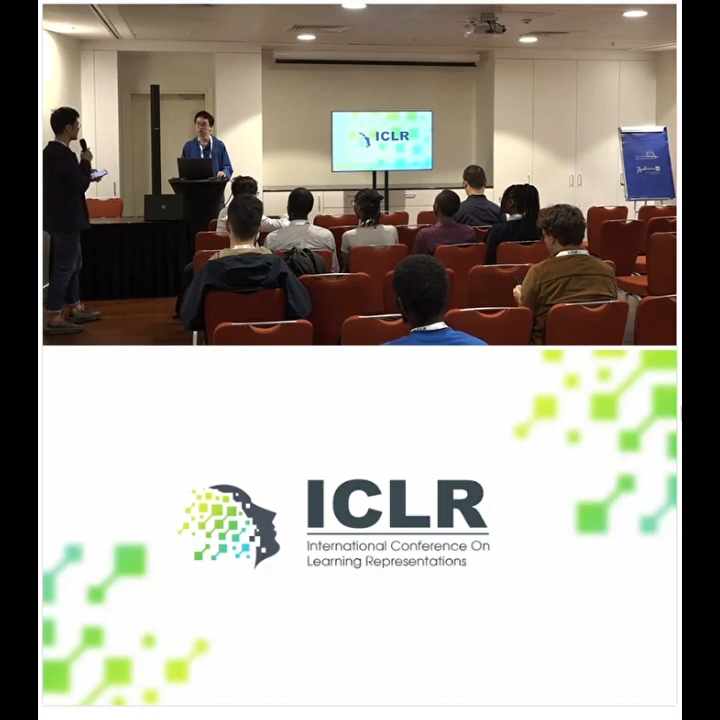 ICLR
ICLR
International Conference On
Learning Representations